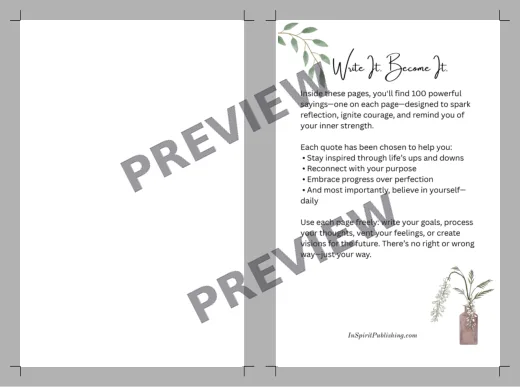 Write It. Become It.
Inside these pages, you'll find 100 powerful
sayings—one on each page—designed to spark
reflection, ignite courage, and remind you of
your inner strength.
Each quote has been chosen to help you:
• Stay inspired through life's ups and downs
• Reconnect with your purpose
• Embrace progress over perfection
• And most importantly, believe in yourself—
daily
Use each page freely: write your goals, process
your thoughts, vent your feelings, or create
visions for the future. There's no right or wrong
way—just your way.
InSpiritPublishing.com
PREVIEW
PREVIEW